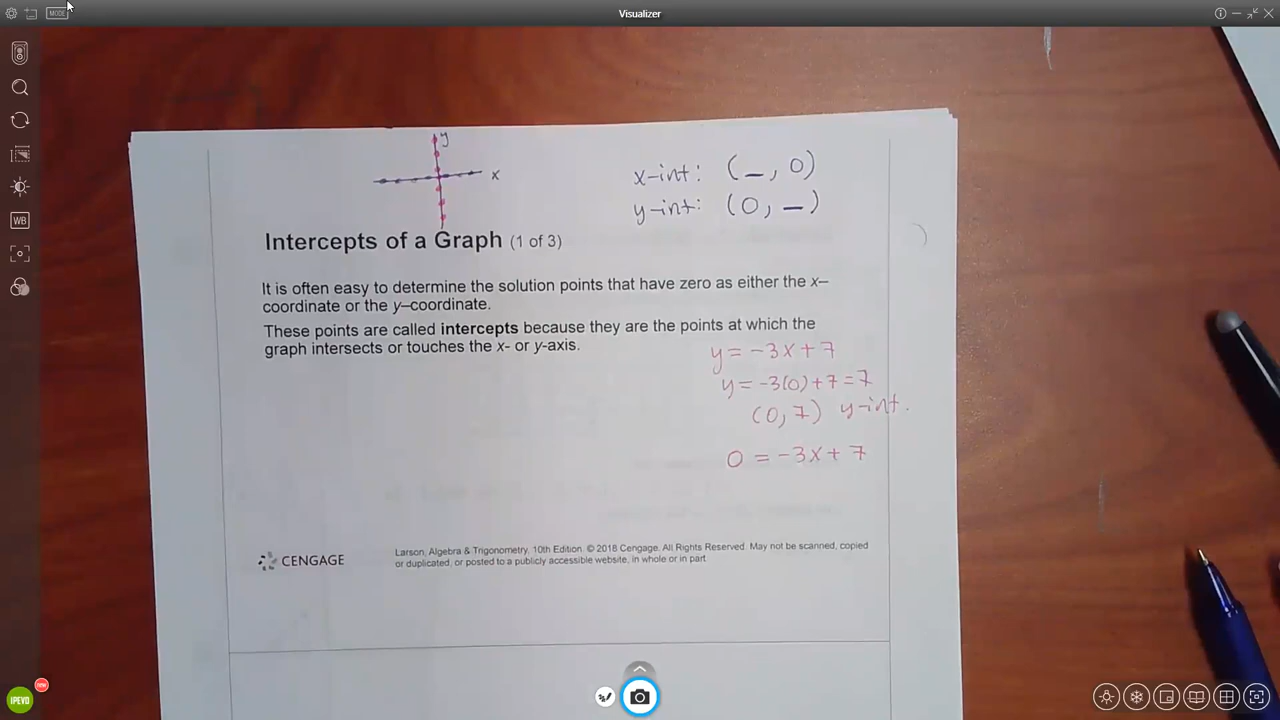 MODE
Visualizer
y
x
x-int: (_, 0)
y-int: (0, _)
Intercepts of a Graph (1 of 3)
It is often easy to determine the solution points that have zero as either the x–
coordinate or the y–coordinate.
These points are called intercepts because they are the points at which the
graph intersects or touches the x- or y-axis.
y = -3x + 7
y = -3(0) + 7 = 7
(0, 7) y-int.
0 = -3x + 7
CENGAGE
Larson, Algebra & Trigonometry, 10th Edition. © 2018 Cengage. All Rights Reserved. May not be scanned, copied
or duplicated, or posted to a publicly accessible website, in whole or in part
WB
IPEVO
new